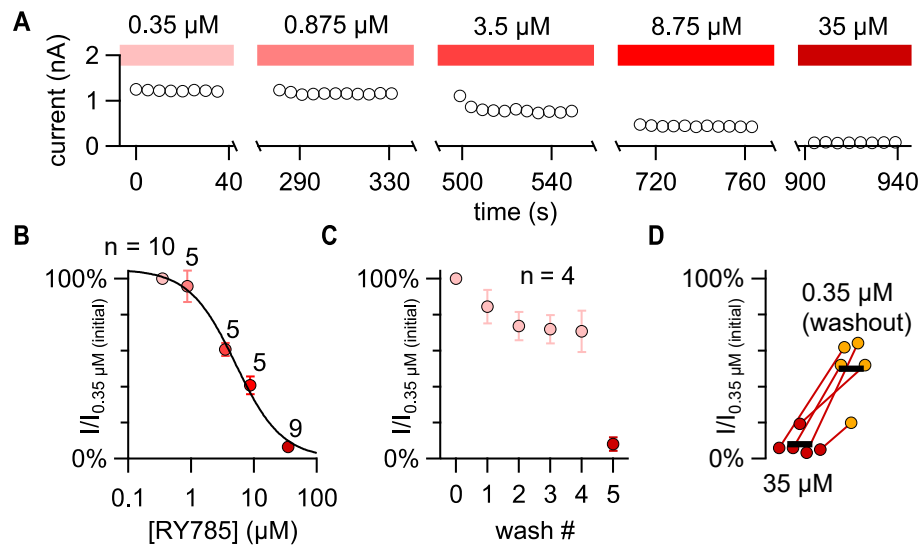 A
0.35 µM 0.875 µM 3.5 µM 8.75 µM 35 µM
current (nA)
2
1
0
0 40 290 330 500 540 720 760 900 940
time (s)
B
n = 10 5
5
5
9
I/I0.35 µM (initial)
100%
0%
0.1 1 10 100
[RY785] (µM)
C
n = 4
I/I0.35 µM (initial)
100%
0%
0 1 2 3 4 5
wash #
D
0.35 µM
(washout)
I/I0.35 µM (initial)
100%
0%
35 µM